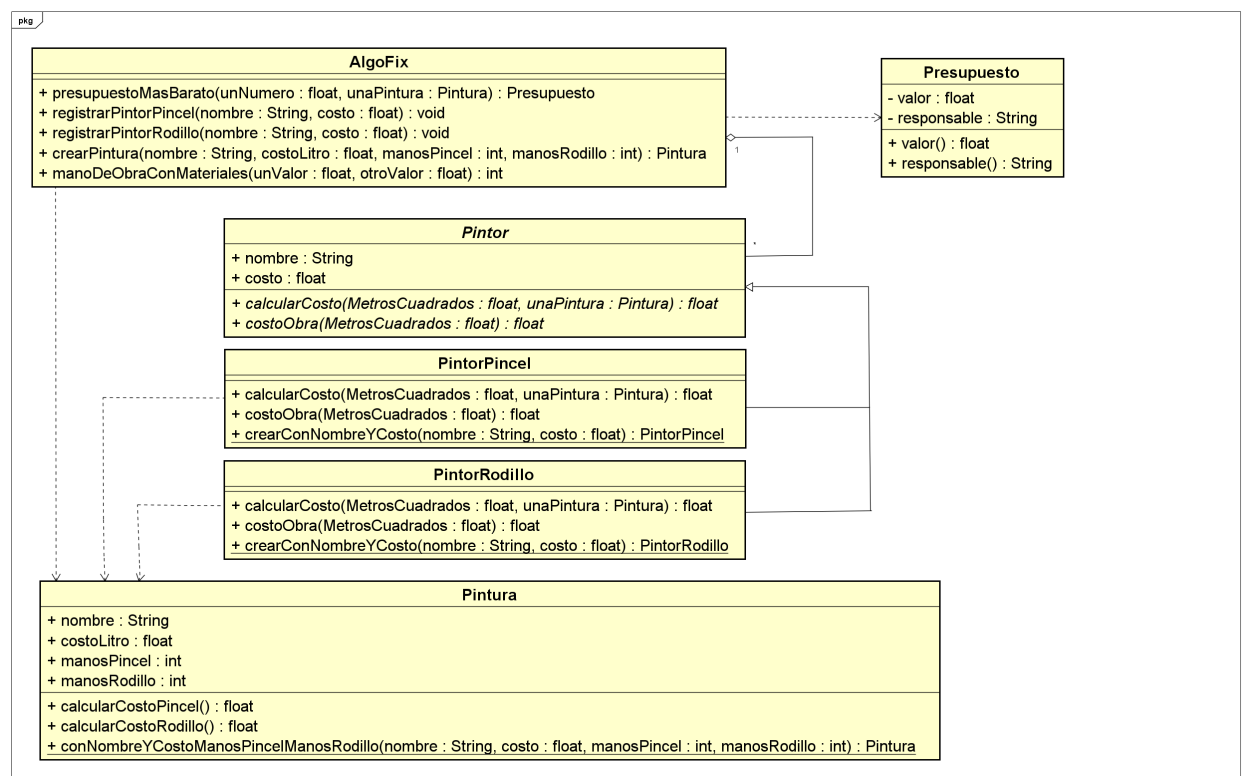 pkg
AlgoFix
+ presupuestoMasBarato(unNumero : float, unaPintura : Pintura) : Presupuesto
+ registrarPintorPincel(nombre : String, costo : float) : void
+ registrarPintorRodillo(nombre : String, costo : float) : void
+ crearPintura(nombre : String, costoLitro : float, manosPincel : int, manosRodillo : int) : Pintura
+ manoDeObraConMateriales(unValor : float, otroValor : float) : int
Presupuesto
- valor : float
- responsable : String
+ valor() : float
+ responsable() : String
1
*
Pintor
+ nombre : String
+ costo : float
+ calcularCosto(MetrosCuadrados : float, unaPintura : Pintura) : float
+ costoObra(MetrosCuadrados : float) : float
PintorPincel
+ calcularCosto(MetrosCuadrados : float, unaPintura : Pintura) : float
+ costoObra(MetrosCuadrados : float) : float
+ crearConNombreYCosto(nombre : String, costo : float) : PintorPincel
PintorRodillo
+ calcularCosto(MetrosCuadrados : float, unaPintura : Pintura) : float
+ costoObra(MetrosCuadrados : float) : float
+ crearConNombreYCosto(nombre : String, costo : float) : PintorRodillo
Pintura
+ nombre : String
+ costoLitro : float
+ manosPincel : int
+ manosRodillo : int
+ calcularCostoPincel() : float
+ calcularCostoRodillo() : float
+ conNombreYCostoManosPincelManosRodillo(nombre : String, costo : float, manosPincel : int, manosRodillo : int) : Pintura